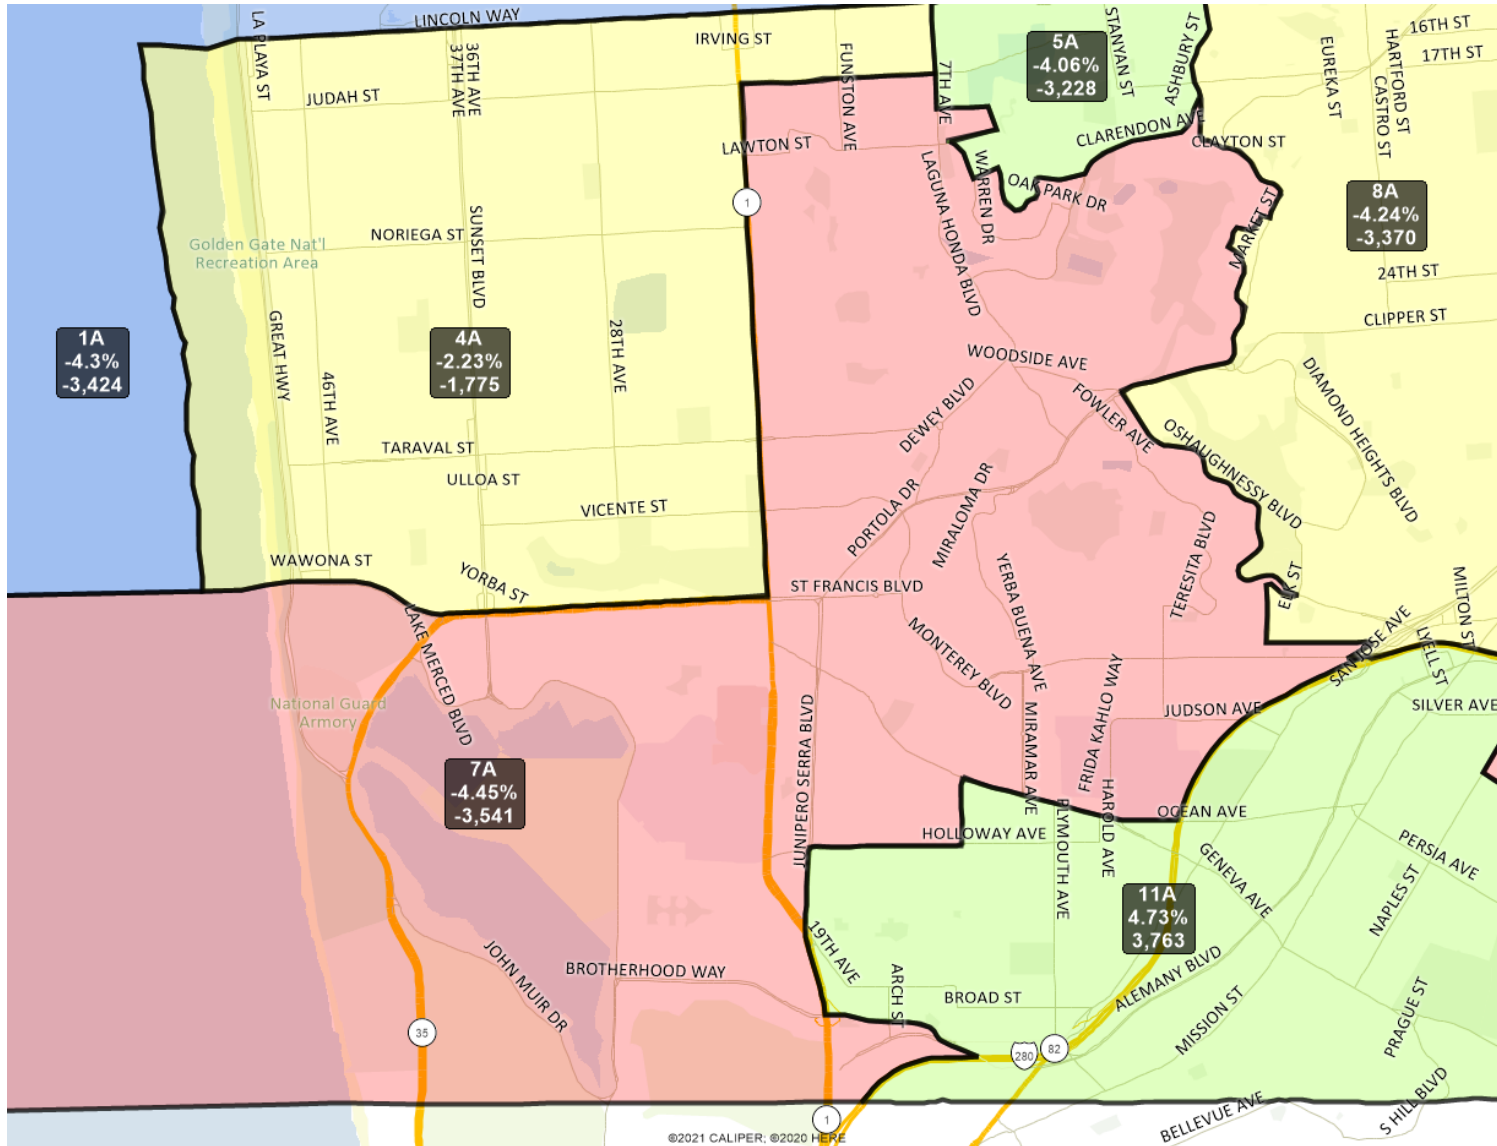 LINCOLN WAY
LA PLAYA ST
36TH AVE
37TH AVE
IRVING ST
FUNSTON AVE
7TH AVE
5A
-4.06%
-3,228
STANYAN ST
ASHBURY ST
EUREKA ST
HARTFORD ST
CASTRO ST
16TH ST
17TH ST
JUDAH ST
LAWTON ST
CLARENDON AVE
CLAYTON ST
LAGUNA HONDA BLVD
WARREN DR
OAK PARK DR
MARKET ST
8A
-4.24%
-3,370
1
NORIEGA ST
SUNSET BLVD
Golden Gate Nat'l
Recreation Area
24TH ST
CLIPPER ST
GREAT HWY
28TH AVE
1A
-4.3%
-3,424
4A
-2.23%
-1,775
46TH AVE
WOODSIDE AVE
DEWEY BLVD
FOWLER AVE
DIAMOND HEIGHTS BLVD
OSHAUGHNESSY BLVD
TARAVAL ST
ULLOA ST
VICENTE ST
PORTOLA DR
MIRALOMA DR
TERESITA BLVD
WAWONA ST
YORBA ST
ST FRANCIS BLVD
YERBA BUENA AVE
ELK ST
MILTON ST
LAKE MERCED BLVD
MONTEREY BLVD
SAN JOSE AVE
LYELL ST
SILVER AVE
National Guard
Armory
JUNIPERO SERRA BLVD
MIRAMAR AVE
FRIDA KAHLO WAY
JUDSON AVE
7A
-4.45%
-3,541
HAROLD AVE
PLYMOUTH AVE
OCEAN AVE
HOLLOWAY AVE
GENEVA AVE
PERSIA AVE
NAPLES ST
11A
4.73%
3,763
19TH AVE
JOHN MUIR DR
BROTHERHOOD WAY
ARCH ST
BROAD ST
ALEMANY BLVD
MISSION ST
PRAGUE ST
35
280
82
1
BELLEVUE AVE
S HILL BLVD
©2021 CALIPER; ©2020 HERE